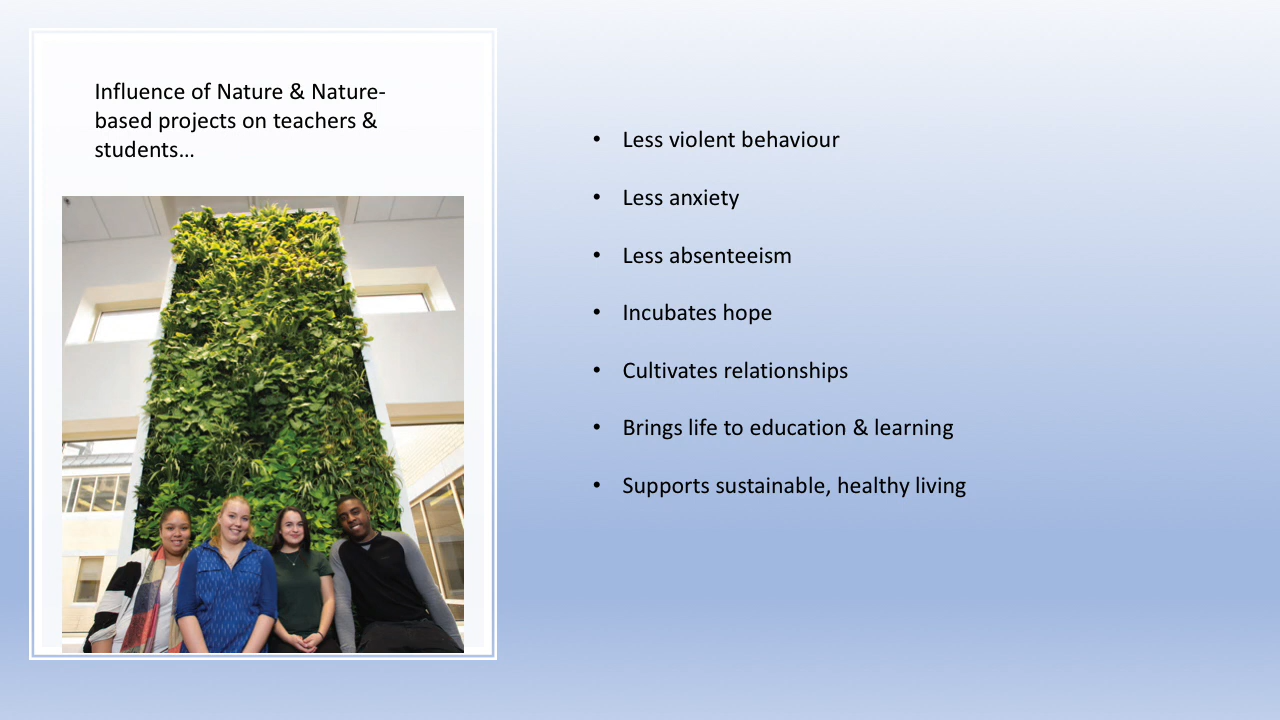 Influence of Nature & Nature-
based projects on teachers &
students…
• Less violent behaviour
• Less anxiety
• Less absenteeism
• Incubates hope
• Cultivates relationships
• Brings life to education & learning
• Supports sustainable, healthy living